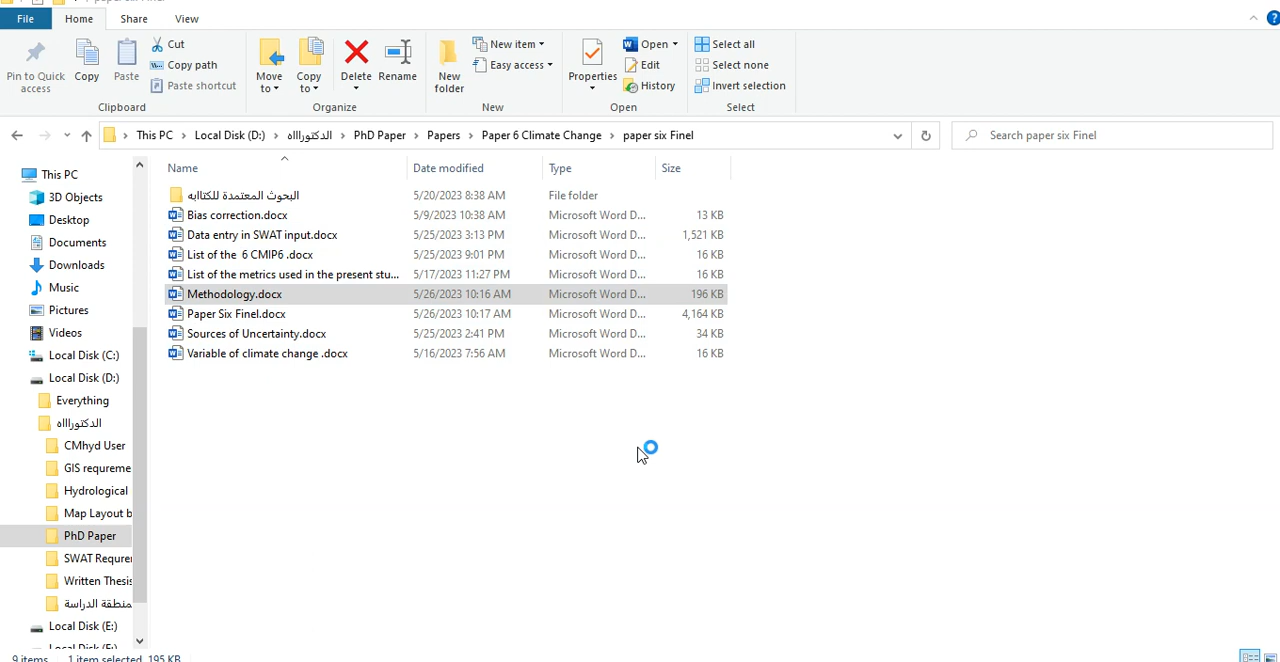 paper six Finel
File Home Share View
Pin to Quick access
Copy
Paste
Cut
Copy path
Paste shortcut
Clipboard
Move to
Copy to
Delete
Rename
Organize
New folder
New item
Easy access
New
Properties
Open
Edit
History
Open
Select all
Select none
Invert selection
Select
This PC > Local Disk (D:) > الدكتوراااه > PhD Paper > Papers > Paper 6 Climate Change > paper six Finel
Search paper six Finel
This PC
3D Objects
Desktop
Documents
Downloads
Music
Pictures
Videos
Local Disk (C:)
Local Disk (D:)
Everything
الدكتوراااه
CMhyd User
GIS requreme
Hydrological
Map Layout b
PhD Paper
SWAT Requrer
Written Thesis
منطقة الدراسة
Local Disk (E:)
Name Date modified Type Size
البحوث المعتمدة للكتاابه 5/20/2023 8:38 AM File folder
Bias correction.docx 5/9/2023 10:38 AM Microsoft Word D... 13 KB
Data entry in SWAT input.docx 5/25/2023 3:13 PM Microsoft Word D... 1,521 KB
List of the 6 CMIP6 .docx 5/25/2023 9:01 PM Microsoft Word D... 16 KB
List of the metrics used in the present stu... 5/17/2023 11:27 PM Microsoft Word D... 16 KB
Methodology.docx 5/26/2023 10:16 AM Microsoft Word D... 196 KB
Paper Six Finel.docx 5/26/2023 10:17 AM Microsoft Word D... 4,164 KB
Sources of Uncertainty.docx 5/25/2023 2:41 PM Microsoft Word D... 34 KB
Variable of climate change .docx 5/16/2023 7:56 AM Microsoft Word D... 16 KB
9 items 1 item selected 195 KB